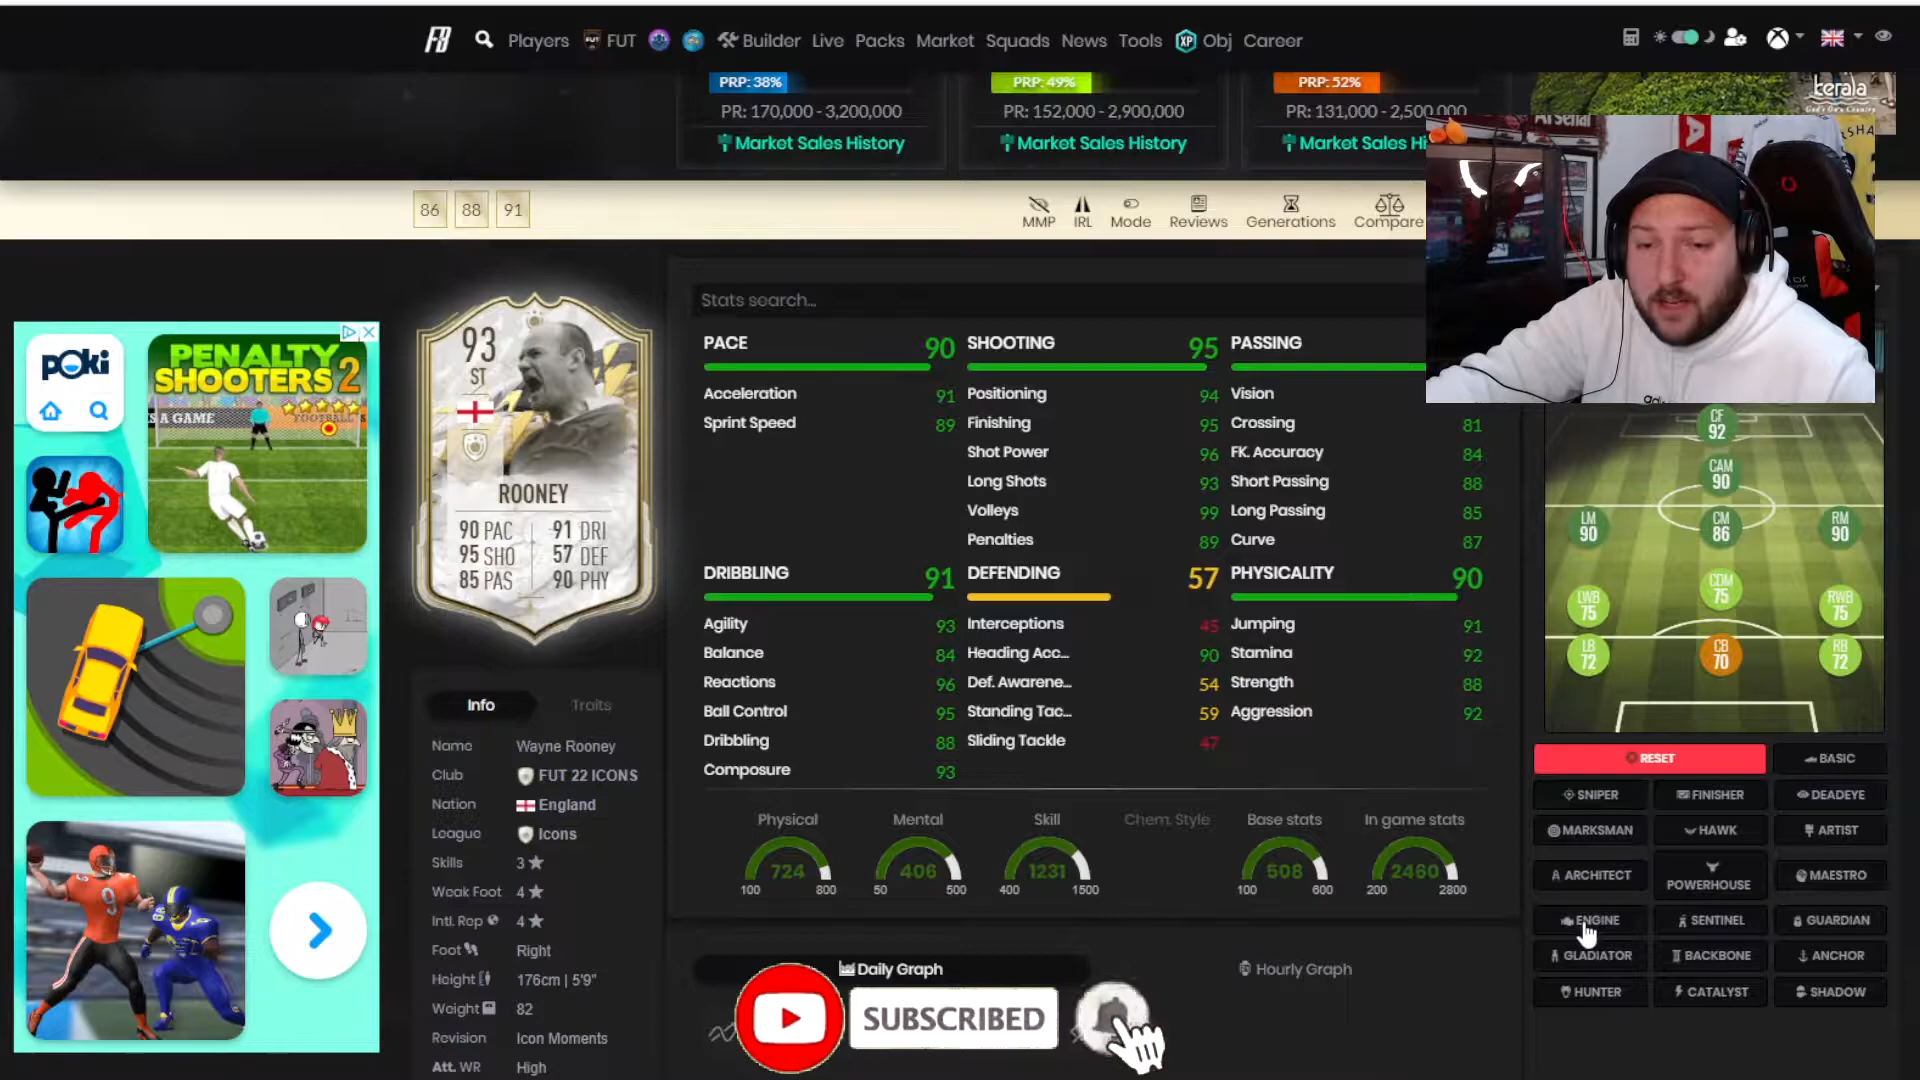 FB Players FUT Builder Live Packs Market Squads News Tools XP Obj Career
PRP: 38% PRP: 49% PRP: 52%
PR: 170,000 - 3,200,000 PR: 152,000 - 2,900,000 PR: 131,000 - 2,500,000
Market Sales History Market Sales History Market Sales Hi
kerala
God's Own Country
Arsenal
86 88 91
MMP IRL Mode Reviews Generations Compare
Stats search...
93
ST
ROONEY
90 PAC 91 DRI
95 SHO 57 DEF
85 PAS 90 PHY
PACE 90
Acceleration 91
Sprint Speed 89
SHOOTING 95
Positioning 94
Finishing 95
Shot Power 96
Long Shots 93
Volleys 99
Penalties 89
PASSING
Vision
Crossing 81
FK. Accuracy 84
Short Passing 88
Long Passing 85
Curve 87
DRIBBLING 91
Agility 93
Balance 84
Reactions 96
Ball Control 95
Dribbling 88
Composure 93
DEFENDING 57
Interceptions 45
Heading Acc... 90
Def. Awarene... 54
Standing Tac... 59
Sliding Tackle 47
PHYSICALITY 90
Jumping 91
Stamina 92
Strength 88
Aggression 92
Physical Mental Skill Chem. Style Base stats In game stats
724 406 1231 508 2460
100 800 50 500 400 1500 100 600 200 2800
Daily Graph Hourly Graph
SUBSCRIBED
Info Traits
Name Wayne Rooney
Club FUT 22 ICONS
Nation England
League Icons
Skills 3
Weak Foot 4
Intl. Rep 4
Foot Right
Height 176cm | 5'9"
Weight 82
Revision Icon Moments
Att. WR High
poki
PENALTY
SHOOTERS 2
S A GAME
FOOTBALL
9
CF
92
CAM
90
LM
90
CM
86
RM
90
LWB
75
CDM
75
RWB
75
LB
72
CB
70
RB
72
RESET BASIC
SNIPER FINISHER DEADEYE
MARKSMAN HAWK ARTIST
ARCHITECT POWERHOUSE MAESTRO
ENGINE SENTINEL GUARDIAN
GLADIATOR BACKBONE ANCHOR
HUNTER CATALYST SHADOW